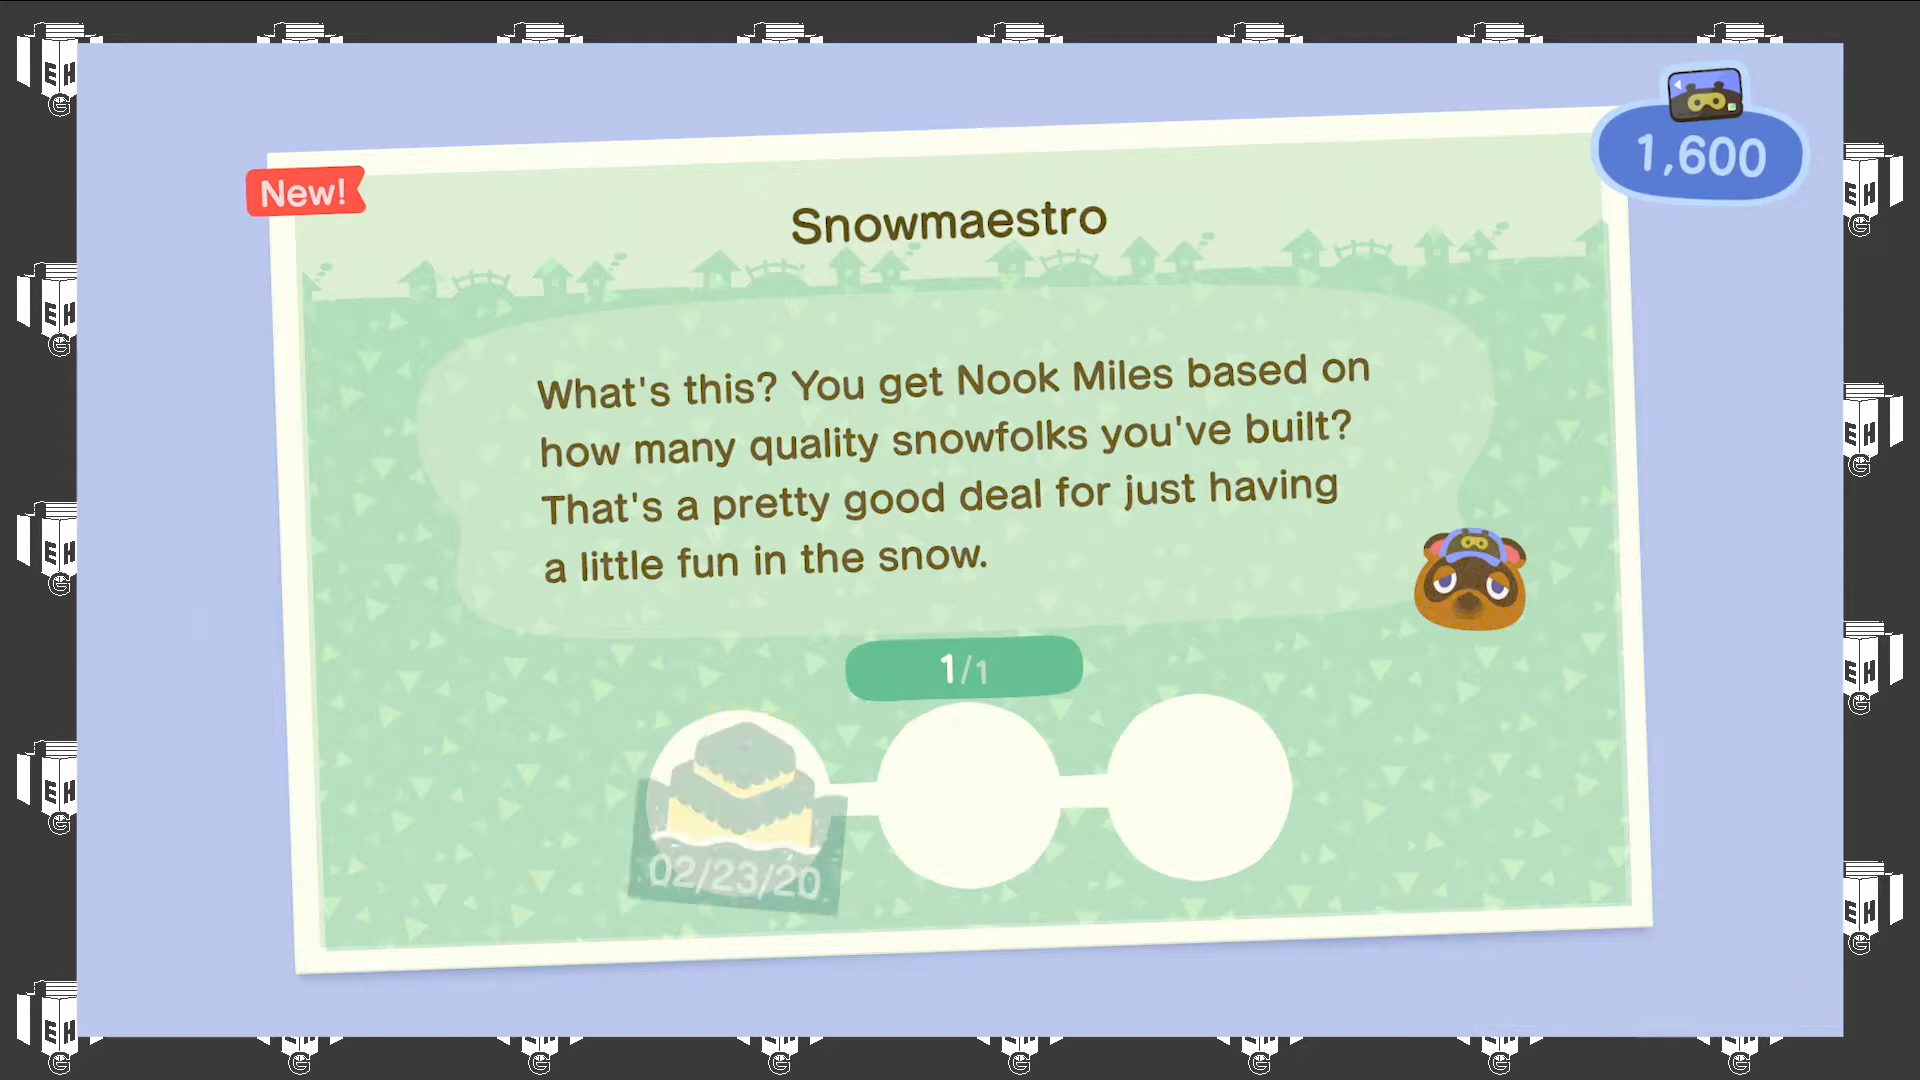 New!
1,600
Snowmaestro
What's this? You get Nook Miles based on
how many quality snowfolks you've built?
That's a pretty good deal for just having
a little fun in the snow.
1/1
02/23/20
EH
G